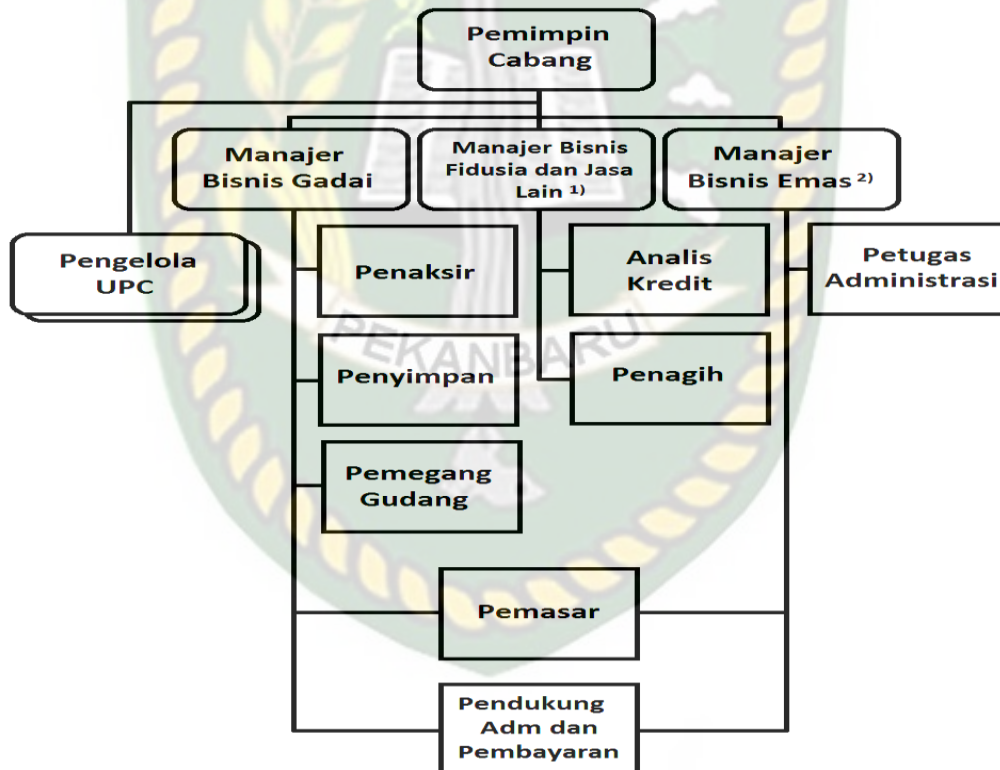 Pemimpin
Cabang
Manajer
Bisnis Gadai
Manajer Bisnis
Fidusia dan Jasa
Lain ¹⁾
Manajer
Bisnis Emas ²⁾
Pengelola
UPC
Penaksir
Analis
Kredit
Petugas
Administrasi
PEKANBARU
Penyimpan
Penagih
Pemegang
Gudang
Pemasar
Pendukung
Adm dan
Pembayaran